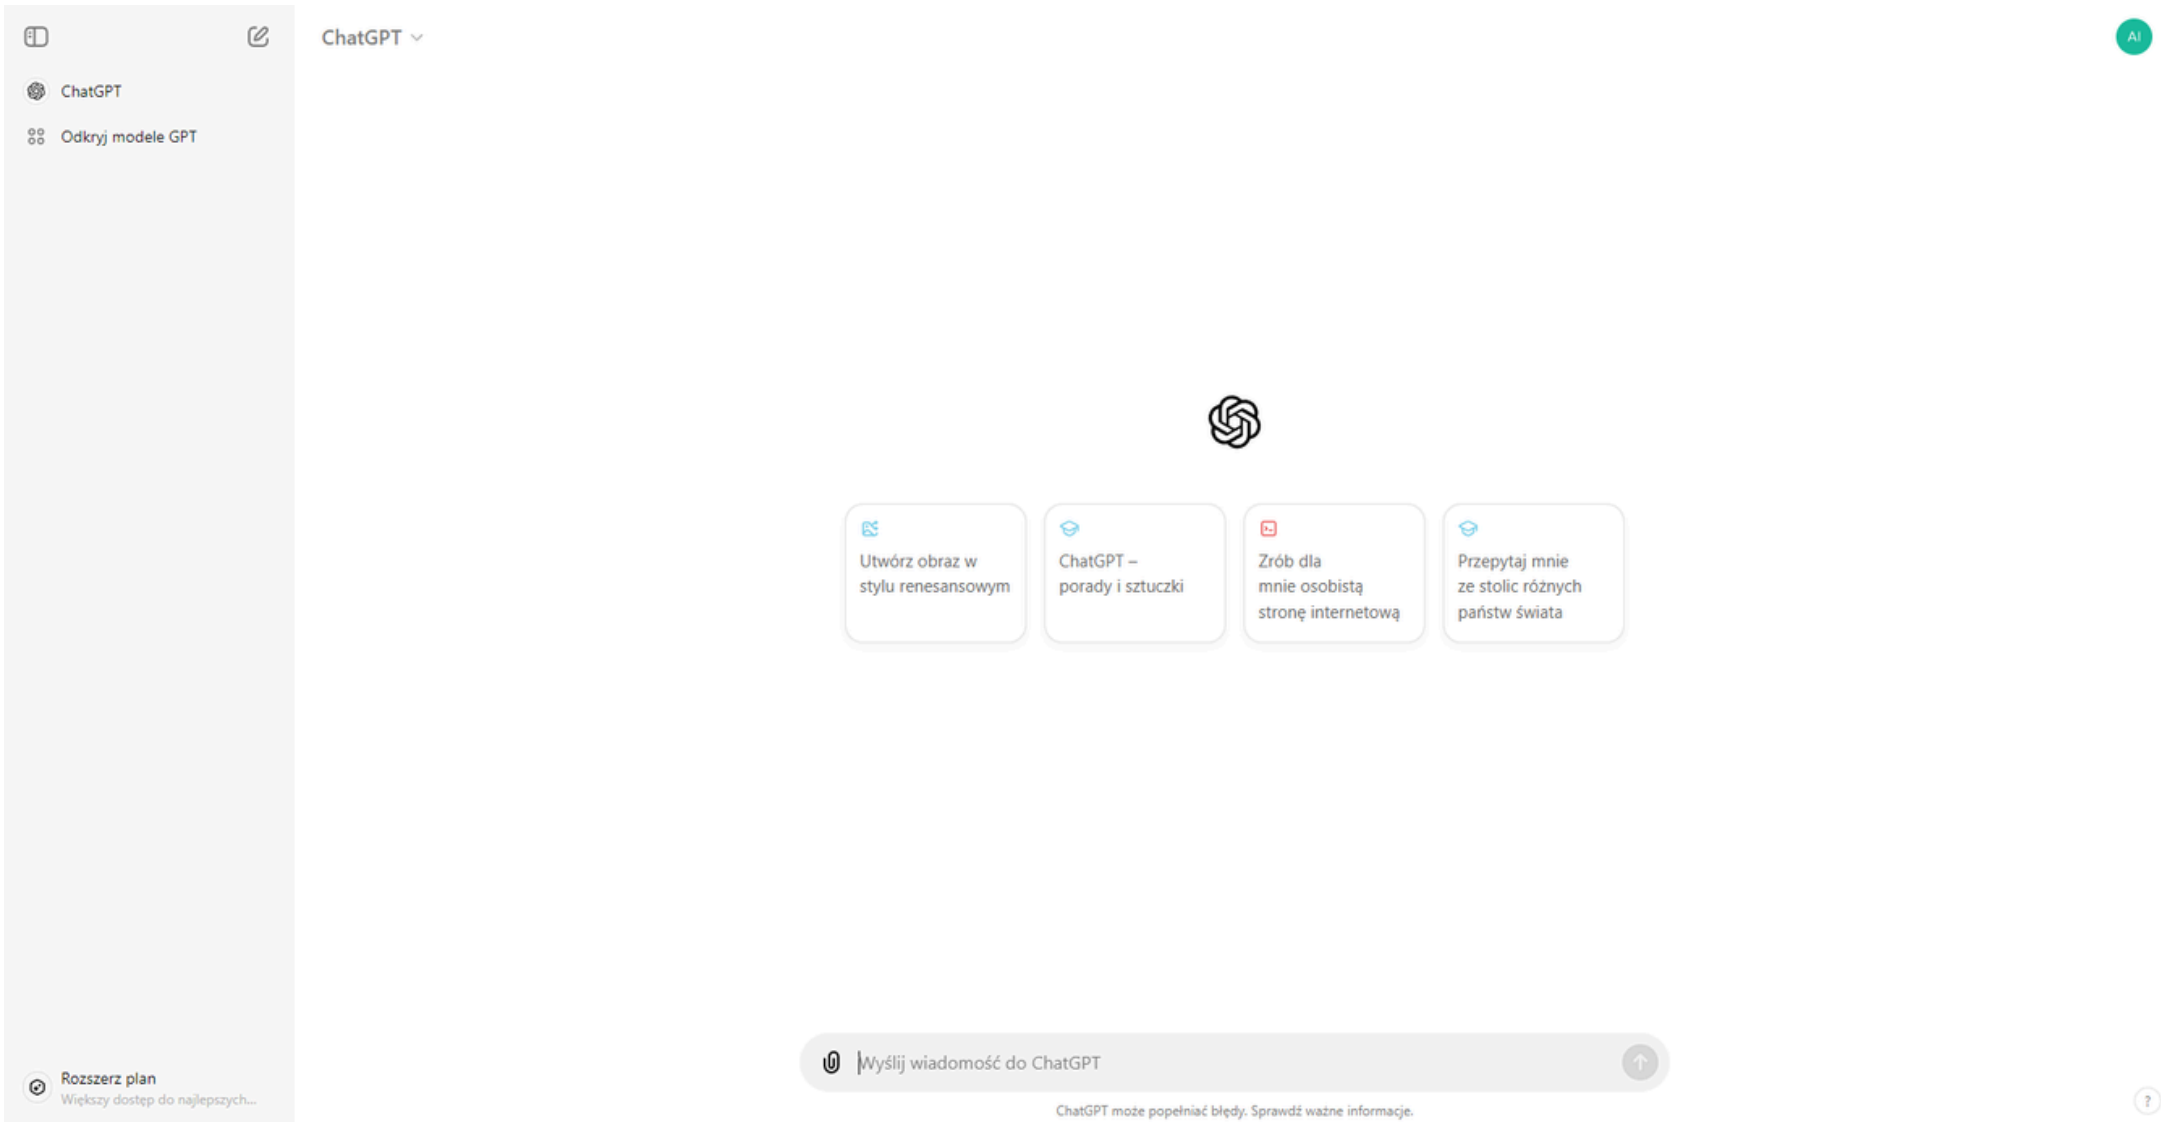 ChatGPT
AI
ChatGPT
Odkryj modele GPT
Utwórz obraz w
stylu renesansowym
ChatGPT –
porady i sztuczki
Zrób dla
mnie osobistą
stronę internetową
Przepytaj mnie
ze stolic różnych
państw świata
Wyślij wiadomość do ChatGPT
Rozszerz plan
Większy dostęp do najlepszych...
ChatGPT może popełniać błędy. Sprawdź ważne informacje.
?